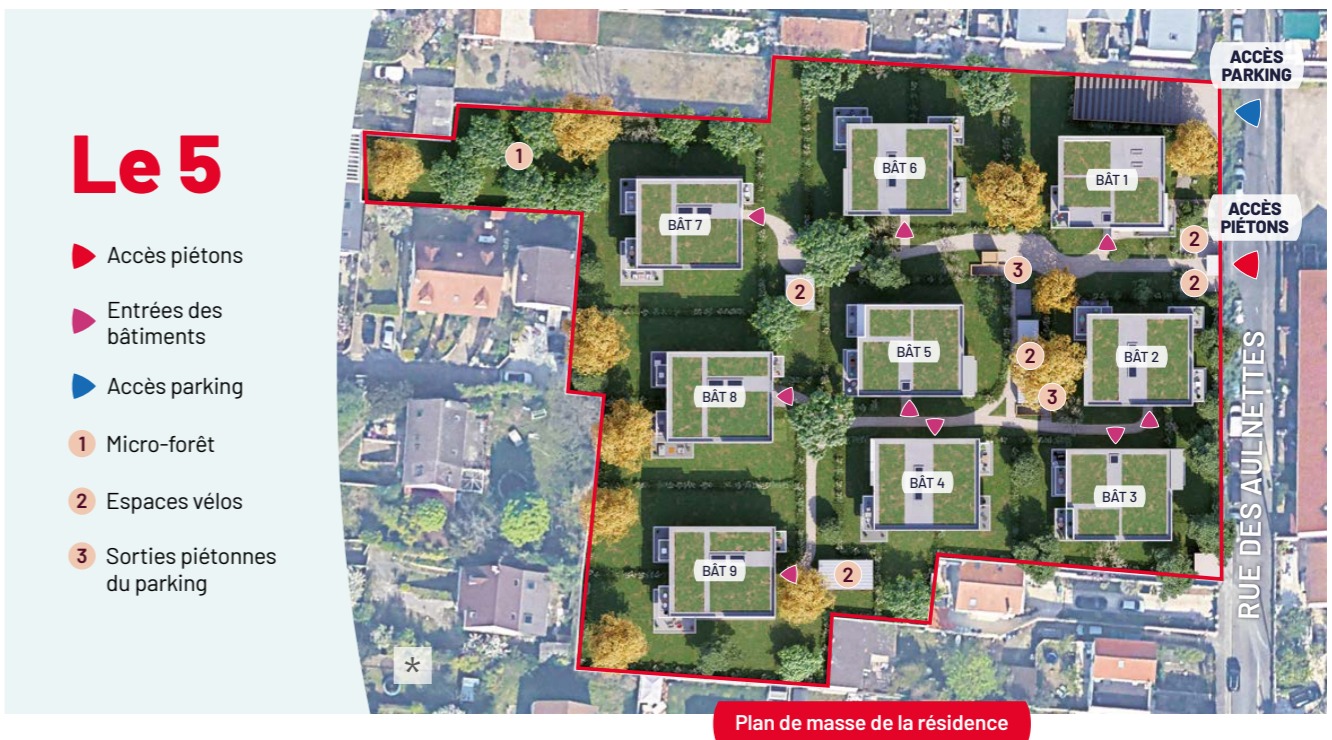 Le 5
Accès piétons
Entrées des
bâtiments
Accès parking
1 Micro-forêt
2 Espaces vélos
3 Sorties piétonnes
du parking
*
ACCÈS
PARKING
ACCÈS
PIÉTONS
RUE DES AULNETTES
1
BÂT 6
BÂT 1
BÂT 7
2
3
2
2
BÂT 5
BÂT 2
2
BÂT 8
3
BÂT 4
BÂT 3
BÂT 9
2
Plan de masse de la résidence